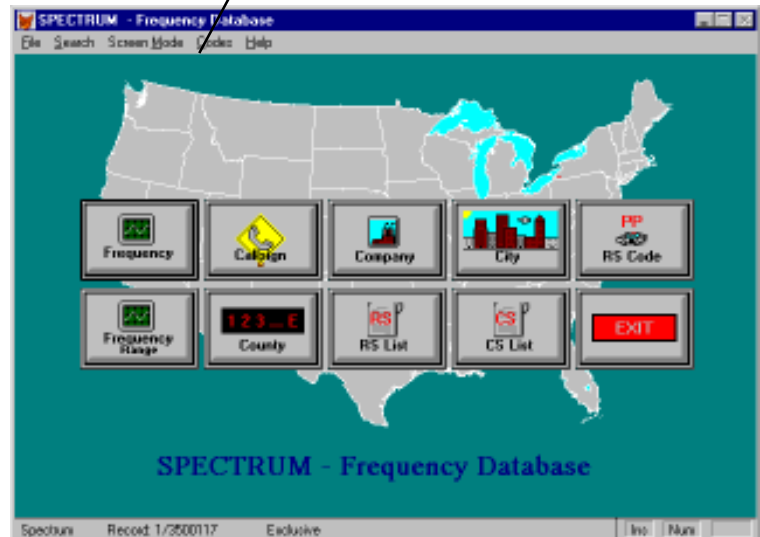 SPECTRUM - Frequency Database
File Search Screen Mode Codes Help
Frequency Callsign Company City PP RS Code
Frequency Range 123...E County RS RS List CS CS List EXIT
SPECTRUM - Frequency Database
Spectrum Record: 1/3500117 Exclusive Ins Num